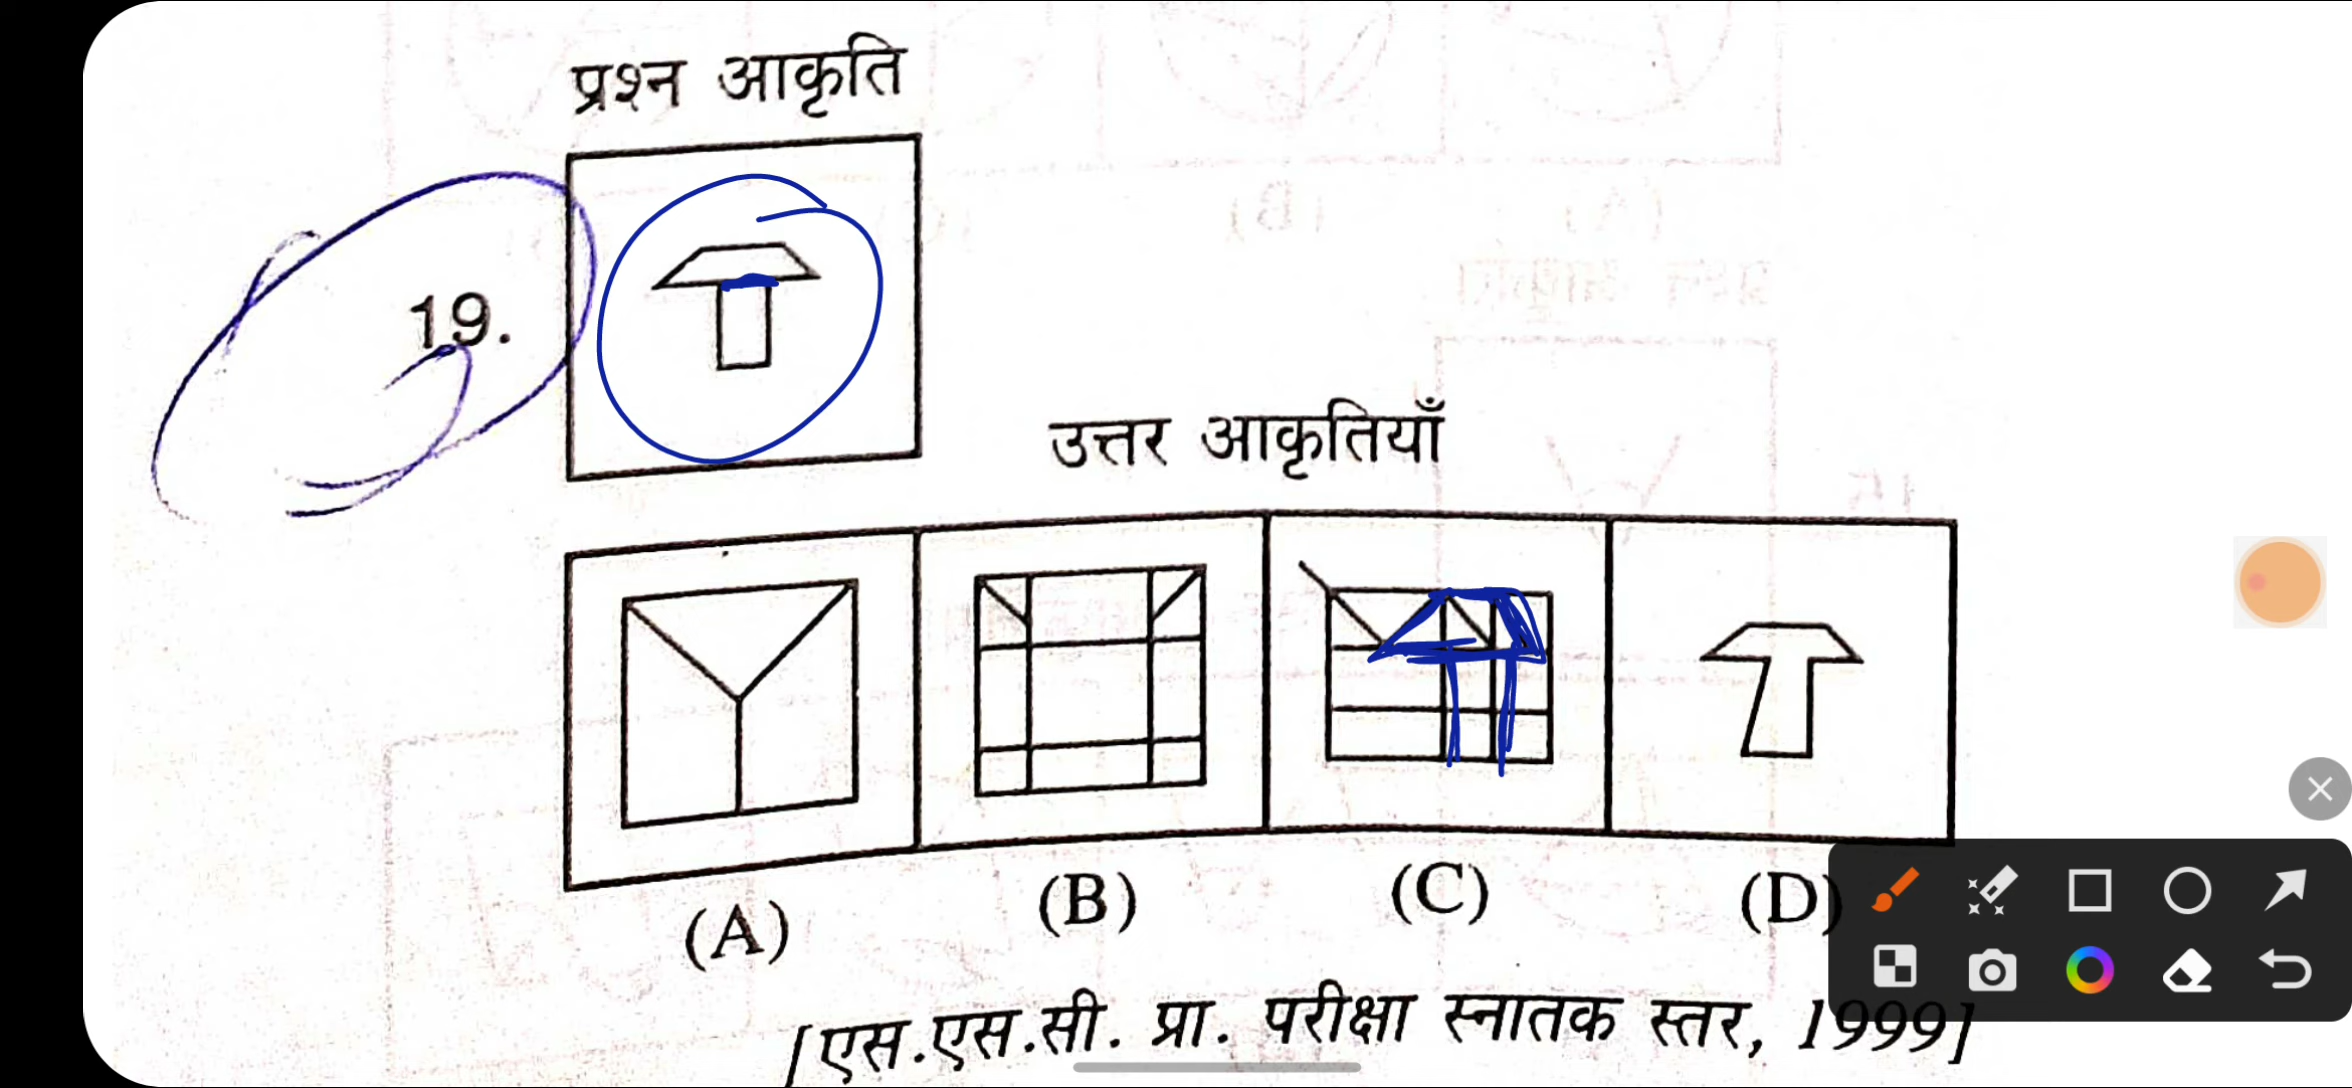 प्रश्न आकृति
19.
उत्तर आकृतियाँ
(A) (B) (C) (D)
[एस.एस.सी. प्रा. परीक्षा स्नातक स्तर, 1999]